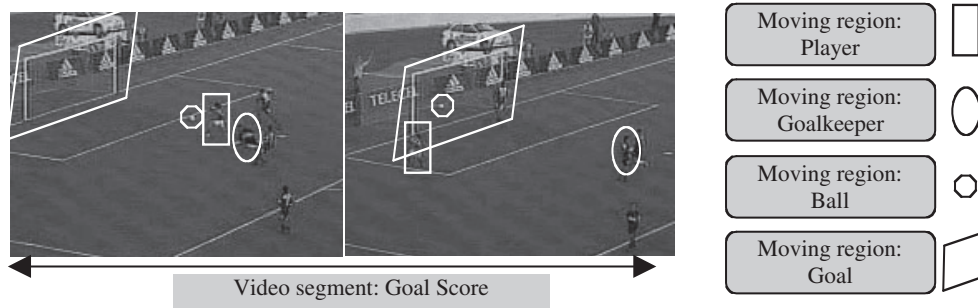 TELECEL
Moving region:
Player
Moving region:
Goalkeeper
Moving region:
Ball
Moving region:
Goal
Video segment: Goal Score